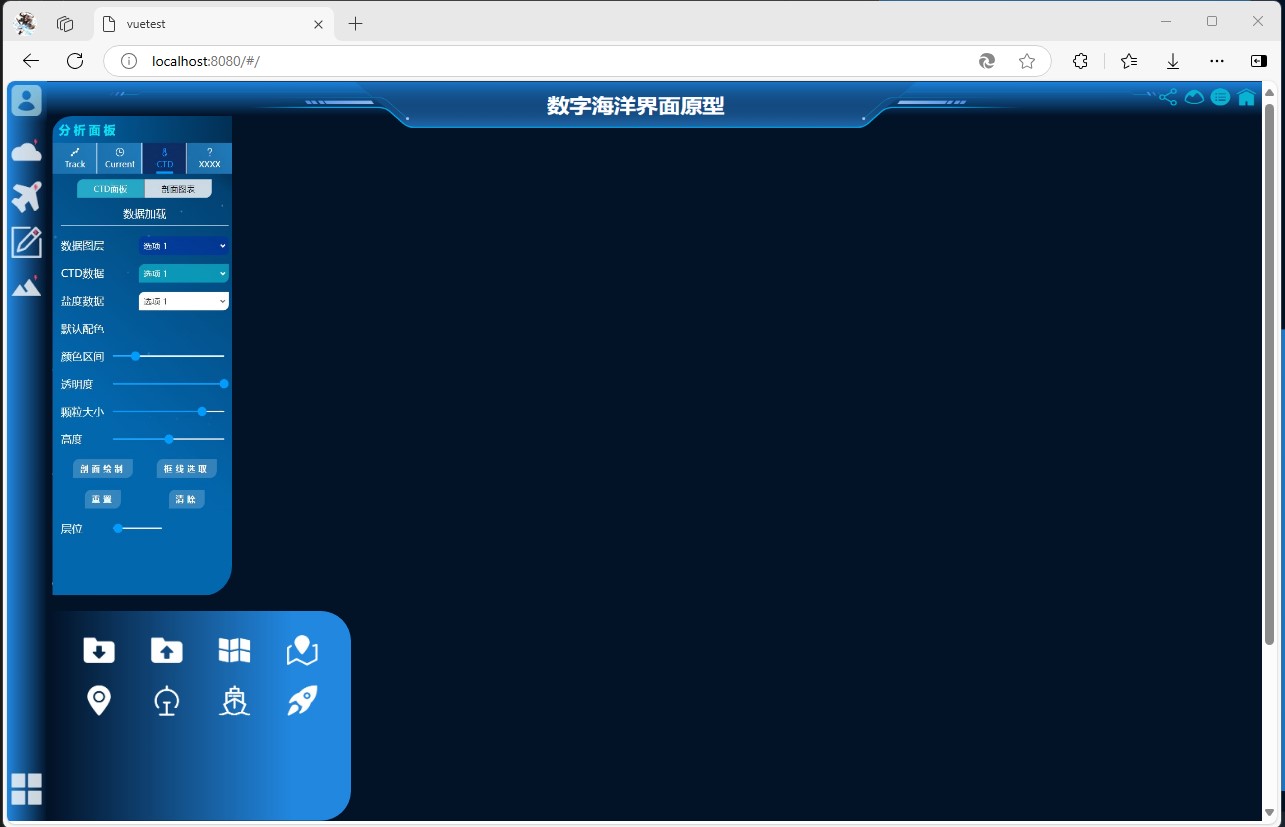 vuetest
localhost:8080/#/
数字海洋界面原型
分析面板
Track Current CTD ? XXXX
CTD面板 剖面图表
数据加载
数据图层 选项 1
CTD数据 选项 1
盐度数据 选项 1
默认配色
颜色区间
透明度
颗粒大小
高度
剖面绘制 框线选取
重置 清除
层位